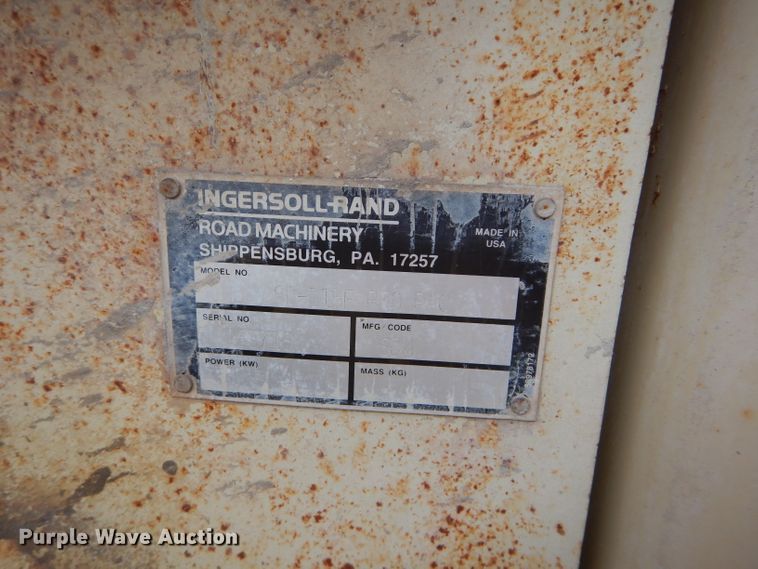 INGERSOLL-RAND
ROAD MACHINERY
SHIPPENSBURG, PA. 17257
MADE IN
USA
MODEL NO
SERIAL NO
MFG CODE
POWER (KW)
MASS (KG)
Purple Wave Auction